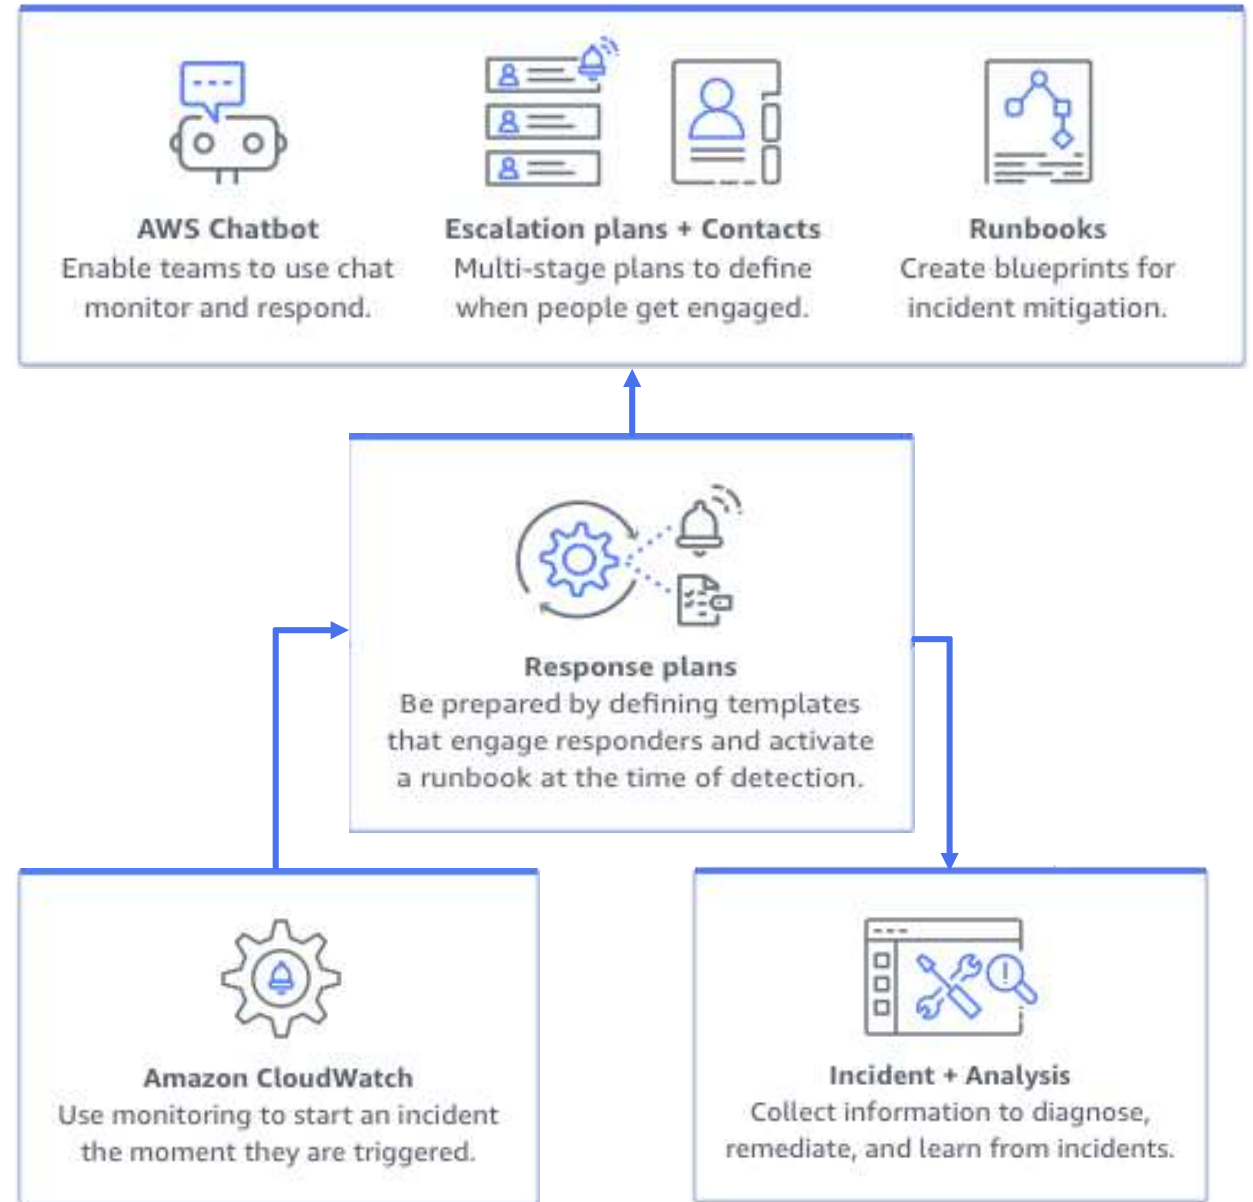 AWS Chatbot
Enable teams to use chat
monitor and respond.
Escalation plans + Contacts
Multi-stage plans to define
when people get engaged.
Runbooks
Create blueprints for
incident mitigation.
Response plans
Be prepared by defining templates
that engage responders and activate
a runbook at the time of detection.
Amazon CloudWatch
Use monitoring to start an incident
the moment they are triggered.
Incident + Analysis
Collect information to diagnose,
remediate, and learn from incidents.